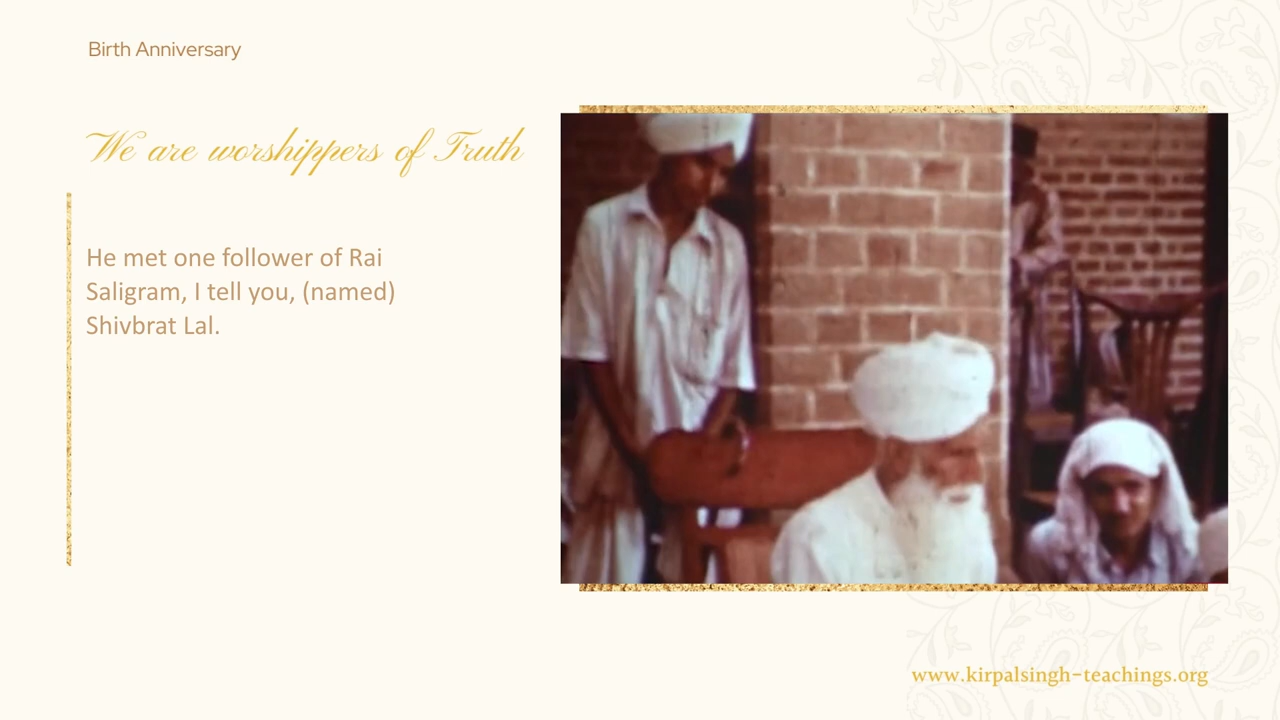 Birth Anniversary
We are worshippers of Truth
He met one follower of Rai
Saligram, I tell you, (named)
Shivbrat Lal.
www.kirpalsingh-teachings.org